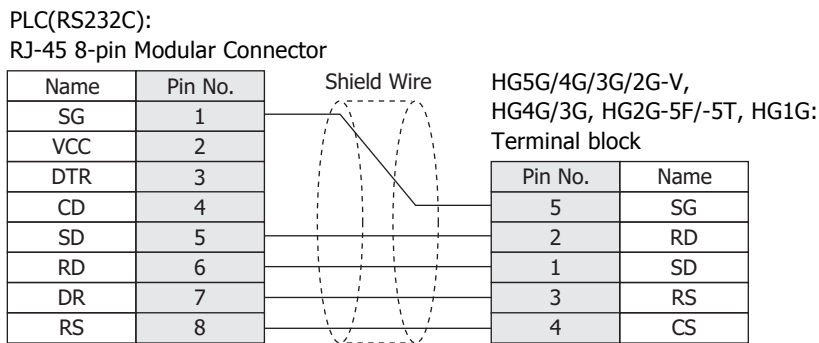 PLC(RS232C):
RJ-45 8-pin Modular Connector
Name Pin No.
SG 1
VCC 2
DTR 3
CD 4
SD 5
RD 6
DR 7
RS 8
Shield Wire
HG5G/4G/3G/2G-V,
HG4G/3G, HG2G-5F/-5T, HG1G:
Terminal block
Pin No. Name
5 SG
2 RD
1 SD
3 RS
4 CS